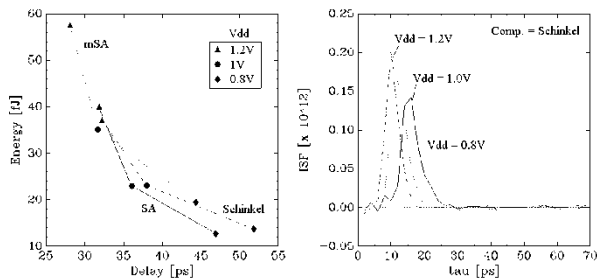 60
50
40
30
20
10
Energy [fJ]
25 30 35 40 45 50 55
Delay [ps]
mSA
Vdd
1.2V
1V
0.8V
SA
Schinkel
0.25
0.20
0.15
0.10
0.05
0.00
−0.05
ISF [x 10^12]
0 10 20 30 40 50 60 70
tau [ps]
Comp. = Schinkel
Vdd = 1.2V
Vdd = 1.0V
Vdd = 0.8V